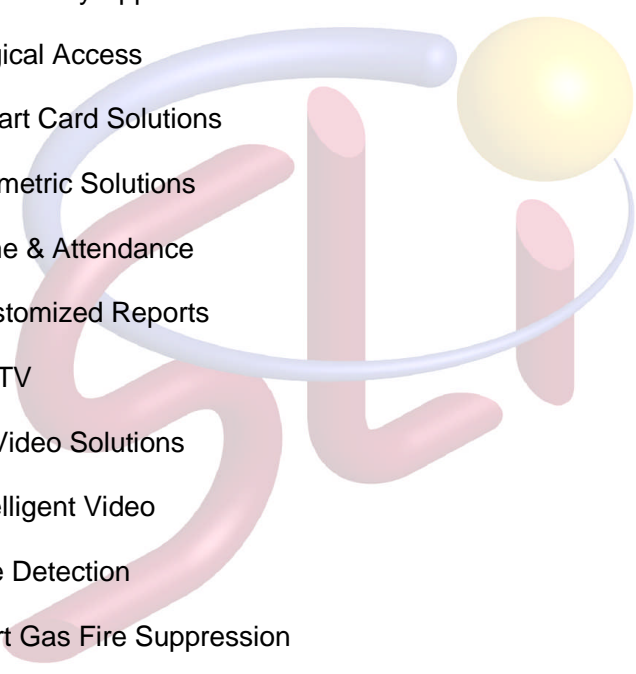 gical Access
art Card Solutions
metric Solutions
ne & Attendance
stomized Reports
TV
Video Solutions
elligent Video
e Detection
rt Gas Fire Suppression
SLi